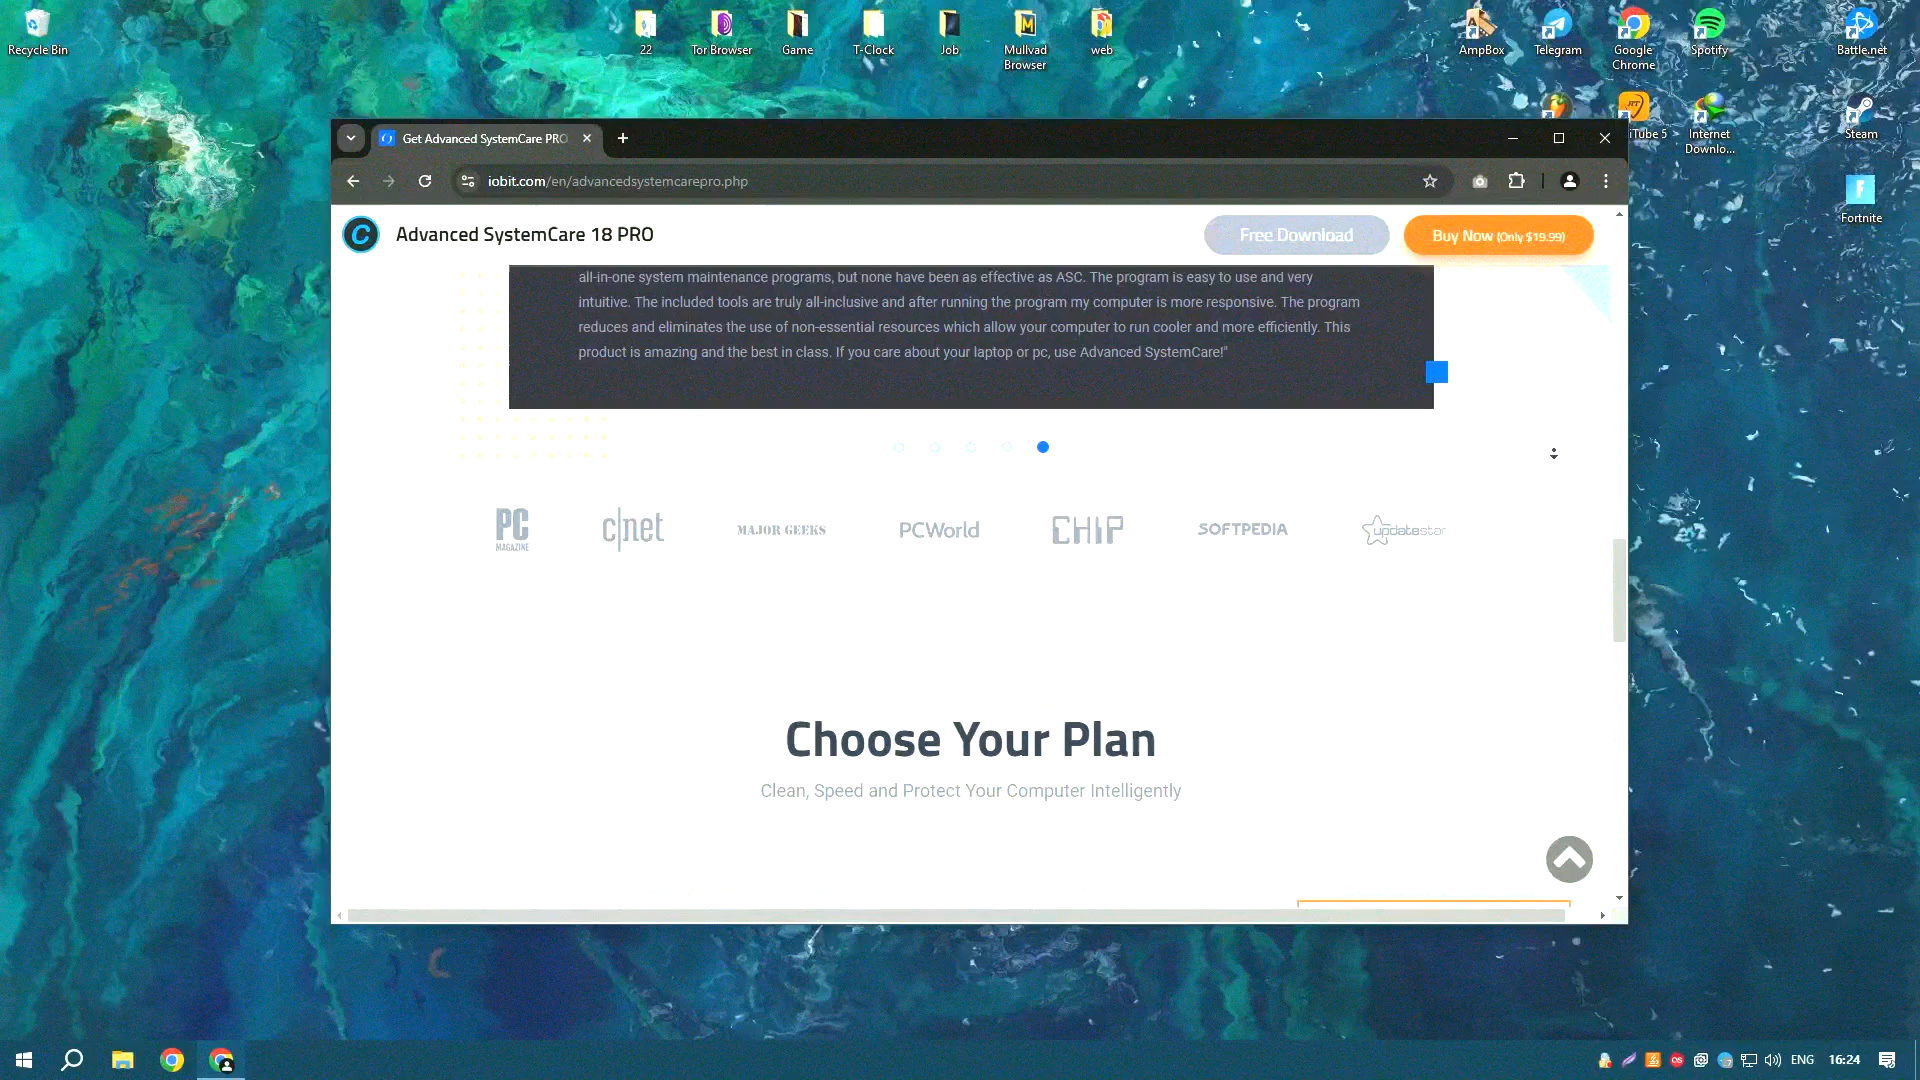 Recycle Bin
22
Tor Browser
Game
T-Clock
Job
Mullvad
Browser
web
AmpBox
Telegram
Google
Chrome
Spotify
Battle.net
iTube 5
Internet
Downlo...
Steam
Fortnite
Get Advanced SystemCare PRO
iobit.com/en/advancedsystemcarepro.php
Advanced SystemCare 18 PRO
Free Download
Buy Now (Only $19.99)
all-in-one system maintenance programs, but none have been as effective as ASC. The program is easy to use and very
intuitive. The included tools are truly all-inclusive and after running the program my computer is more responsive. The program
reduces and eliminates the use of non-essential resources which allow your computer to run cooler and more efficiently. This
product is amazing and the best in class. If you care about your laptop or pc, use Advanced SystemCare!"
PC
MAGAZINE
c|net
MAJOR GEEKS
PCWorld
CHIP
SOFTPEDIA
updatestar
Choose Your Plan
Clean, Speed and Protect Your Computer Intelligently
ENG
16:24